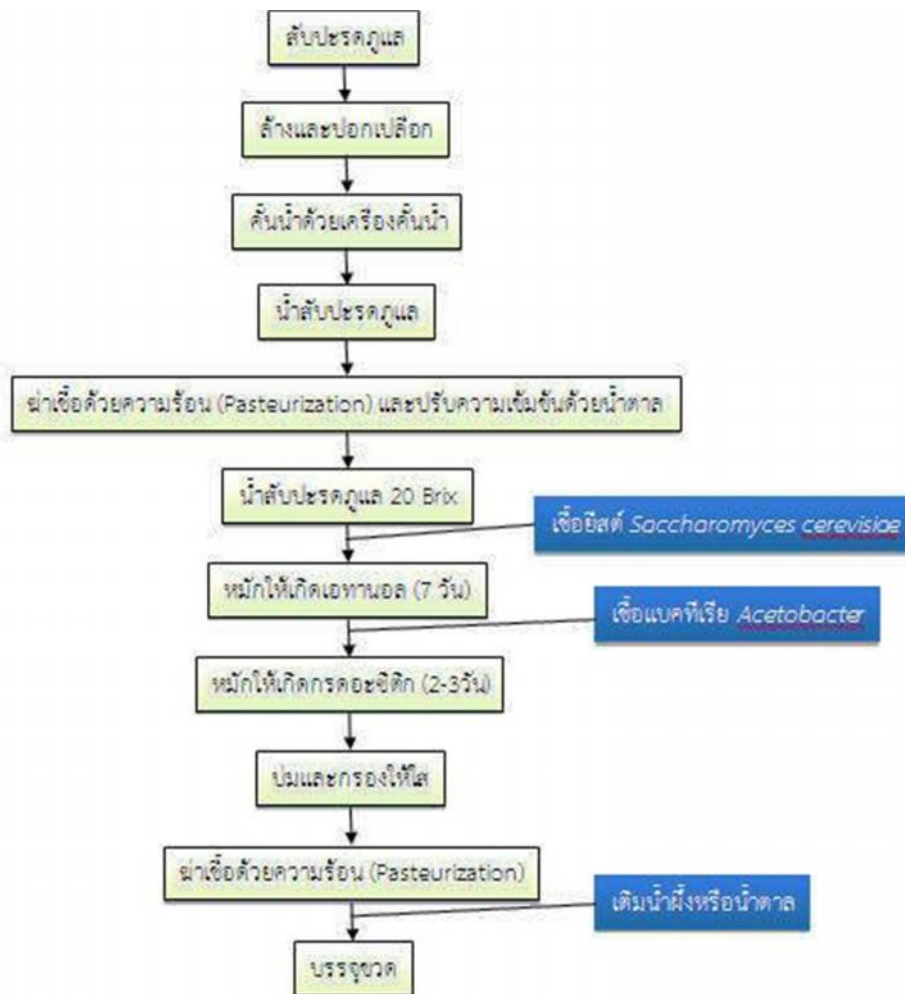 สับปะรดภูแล
ล้างและปอกเปลือก
คั้นน้ำด้วยเครื่องคั้นน้ำ
น้ำสับปะรดภูแล
ฆ่าเชื้อด้วยความร้อน (Pasteurization) และปรับความเข้มข้นด้วยน้ำตาล
น้ำสับปะรดภูแล 20 Brix
เชื้อยีสต์ Saccharomyces cerevisiae
หมักให้เกิดเอทานอล (7 วัน)
เชื้อแบคทีเรีย Acetobacter
หมักให้เกิดกรดอะซิติก (2-3วัน)
บ่มและกรองให้ใส
ฆ่าเชื้อด้วยความร้อน (Pasteurization)
เติมน้ำผึ้งหรือน้ำตาล
บรรจุขวด